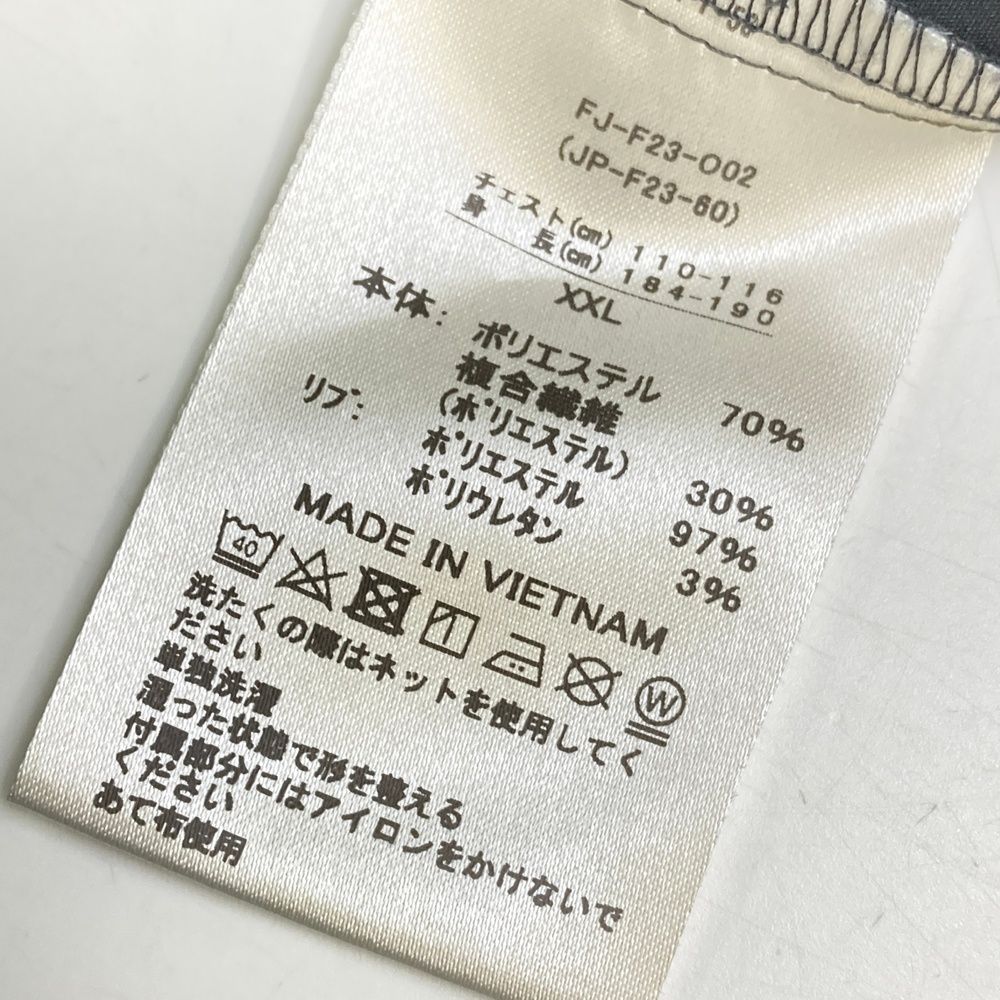 FJ-F23-O02
(JP-F23-60)
チェスト(cm) 110-116
身 長(cm) 184-190
XXL
本体: ポリエステル 70%
複合繊維
(ポリエステル) 30%
リブ: ポリエステル 97%
ポリウレタン 3%
MADE IN VIETNAM
40
W
洗たくの際はネットを使用してく
ださい
単独洗濯
湿った状態で形を整える
付属部分にはアイロンをかけないで
ください
あて布使用